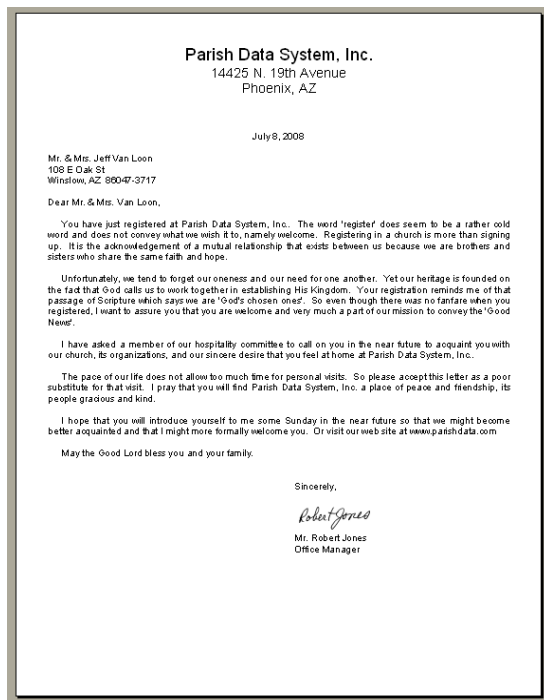 Parish Data System, Inc.
14425 N. 19th Avenue
Phoenix, AZ
July 8, 2008
Mr. & Mrs. Jeff Van Loon
108 E Oak St
Winslow, AZ 86047-3717
Dear Mr. & Mrs. Van Loon,
You have just registered at Parish Data System, Inc.. The word 'register' does seem to be a rather cold
word and does not convey what we wish it to, namely welcome. Registering in a church is more than signing
up. It is the acknowledgement of a mutual relationship that exists between us because we are brothers and
sisters who share the same faith and hope.
Unfortunately, we tend to forget our oneness and our need for one another. Yet our heritage is founded on
the fact that God calls us to work together in establishing His Kingdom. Your registration reminds me of that
passage of Scripture which says we are 'God's chosen ones'. So even though there was no fanfare when you
registered, I want to assure you that you are welcome and very much a part of our mission to convey the 'Good
News'.
I have asked a member of our hospitality committee to call on you in the near future to acquaint you with
our church, its organizations, and our sincere desire that you feel at home at Parish Data System, Inc..
The pace of our life does not allow too much time for personal visits. So please accept this letter as a poor
substitute for that visit. I pray that you will find Parish Data System, Inc. a place of peace and friendship, its
people gracious and kind.
I hope that you will introduce yourself to me some Sunday in the near future so that we might become
better acquainted and that I might more formally welcome you. Or visit our web site at www.parishdata.com
May the Good Lord bless you and your family.
Sincerely,
Robert Jones
Mr. Robert Jones
Office Manager